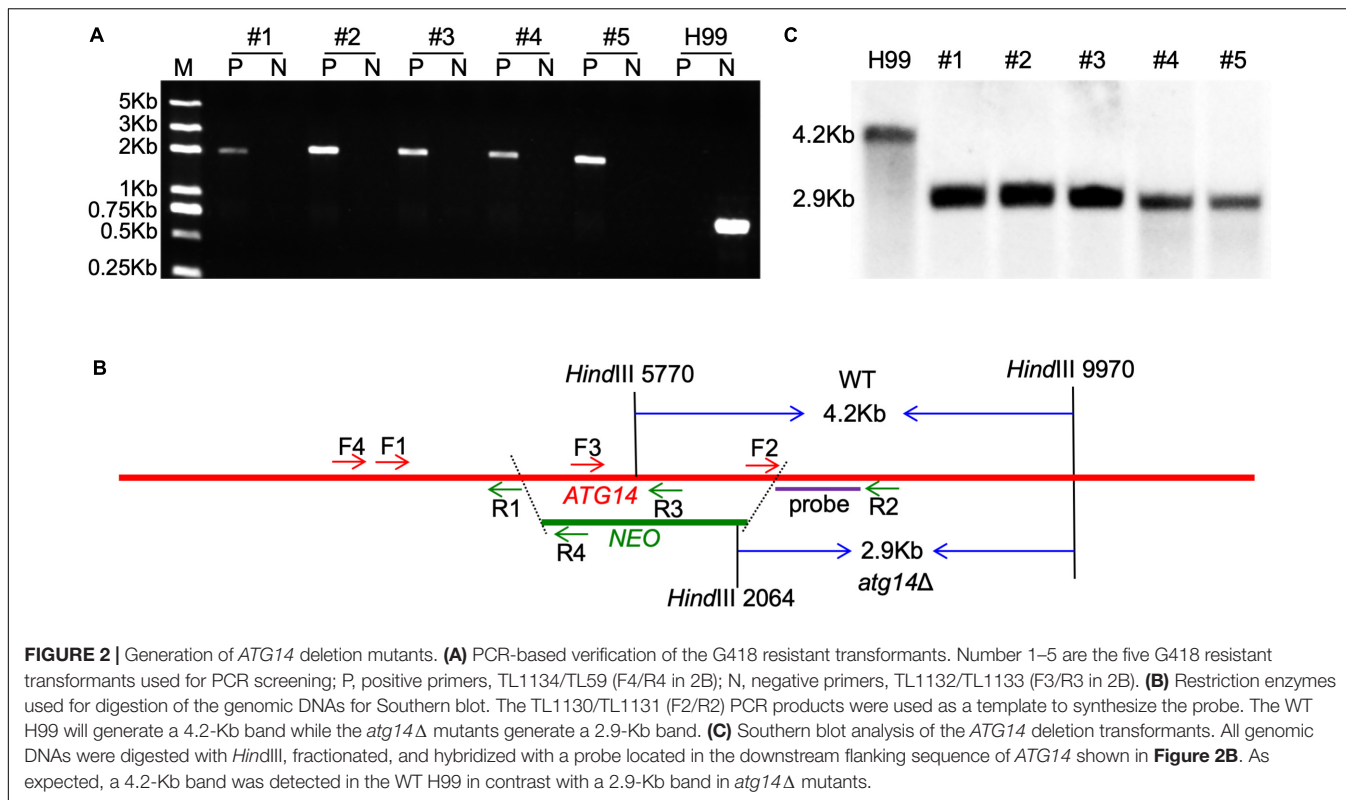 A
#1 #2 #3 #4 #5 H99
M P N P N P N P N P N P N
5Kb
3Kb
2Kb
1Kb
0.75Kb
0.5Kb
0.25Kb
C
H99 #1 #2 #3 #4 #5
4.2Kb
2.9Kb
B
HindIII 5770 WT HindIII 9970
4.2Kb
F4 F1 F3 F2
R1 ATG14 R3 probe R2
R4 NEO
2.9Kb
HindIII 2064 atg14Δ
FIGURE 2 | Generation of ATG14 deletion mutants. (A) PCR-based verification of the G418 resistant transformants. Number 1–5 are the five G418 resistant
transformants used for PCR screening; P, positive primers, TL1134/TL59 (F4/R4 in 2B); N, negative primers, TL1132/TL1133 (F3/R3 in 2B). (B) Restriction enzymes
used for digestion of the genomic DNAs for Southern blot. The TL1130/TL1131 (F2/R2) PCR products were used as a template to synthesize the probe. The WT
H99 will generate a 4.2-Kb band while the atg14Δ mutants generate a 2.9-Kb band. (C) Southern blot analysis of the ATG14 deletion transformants. All genomic
DNAs were digested with HindIII, fractionated, and hybridized with a probe located in the downstream flanking sequence of ATG14 shown in Figure 2B. As
expected, a 4.2-Kb band was detected in the WT H99 in contrast with a 2.9-Kb band in atg14Δ mutants.